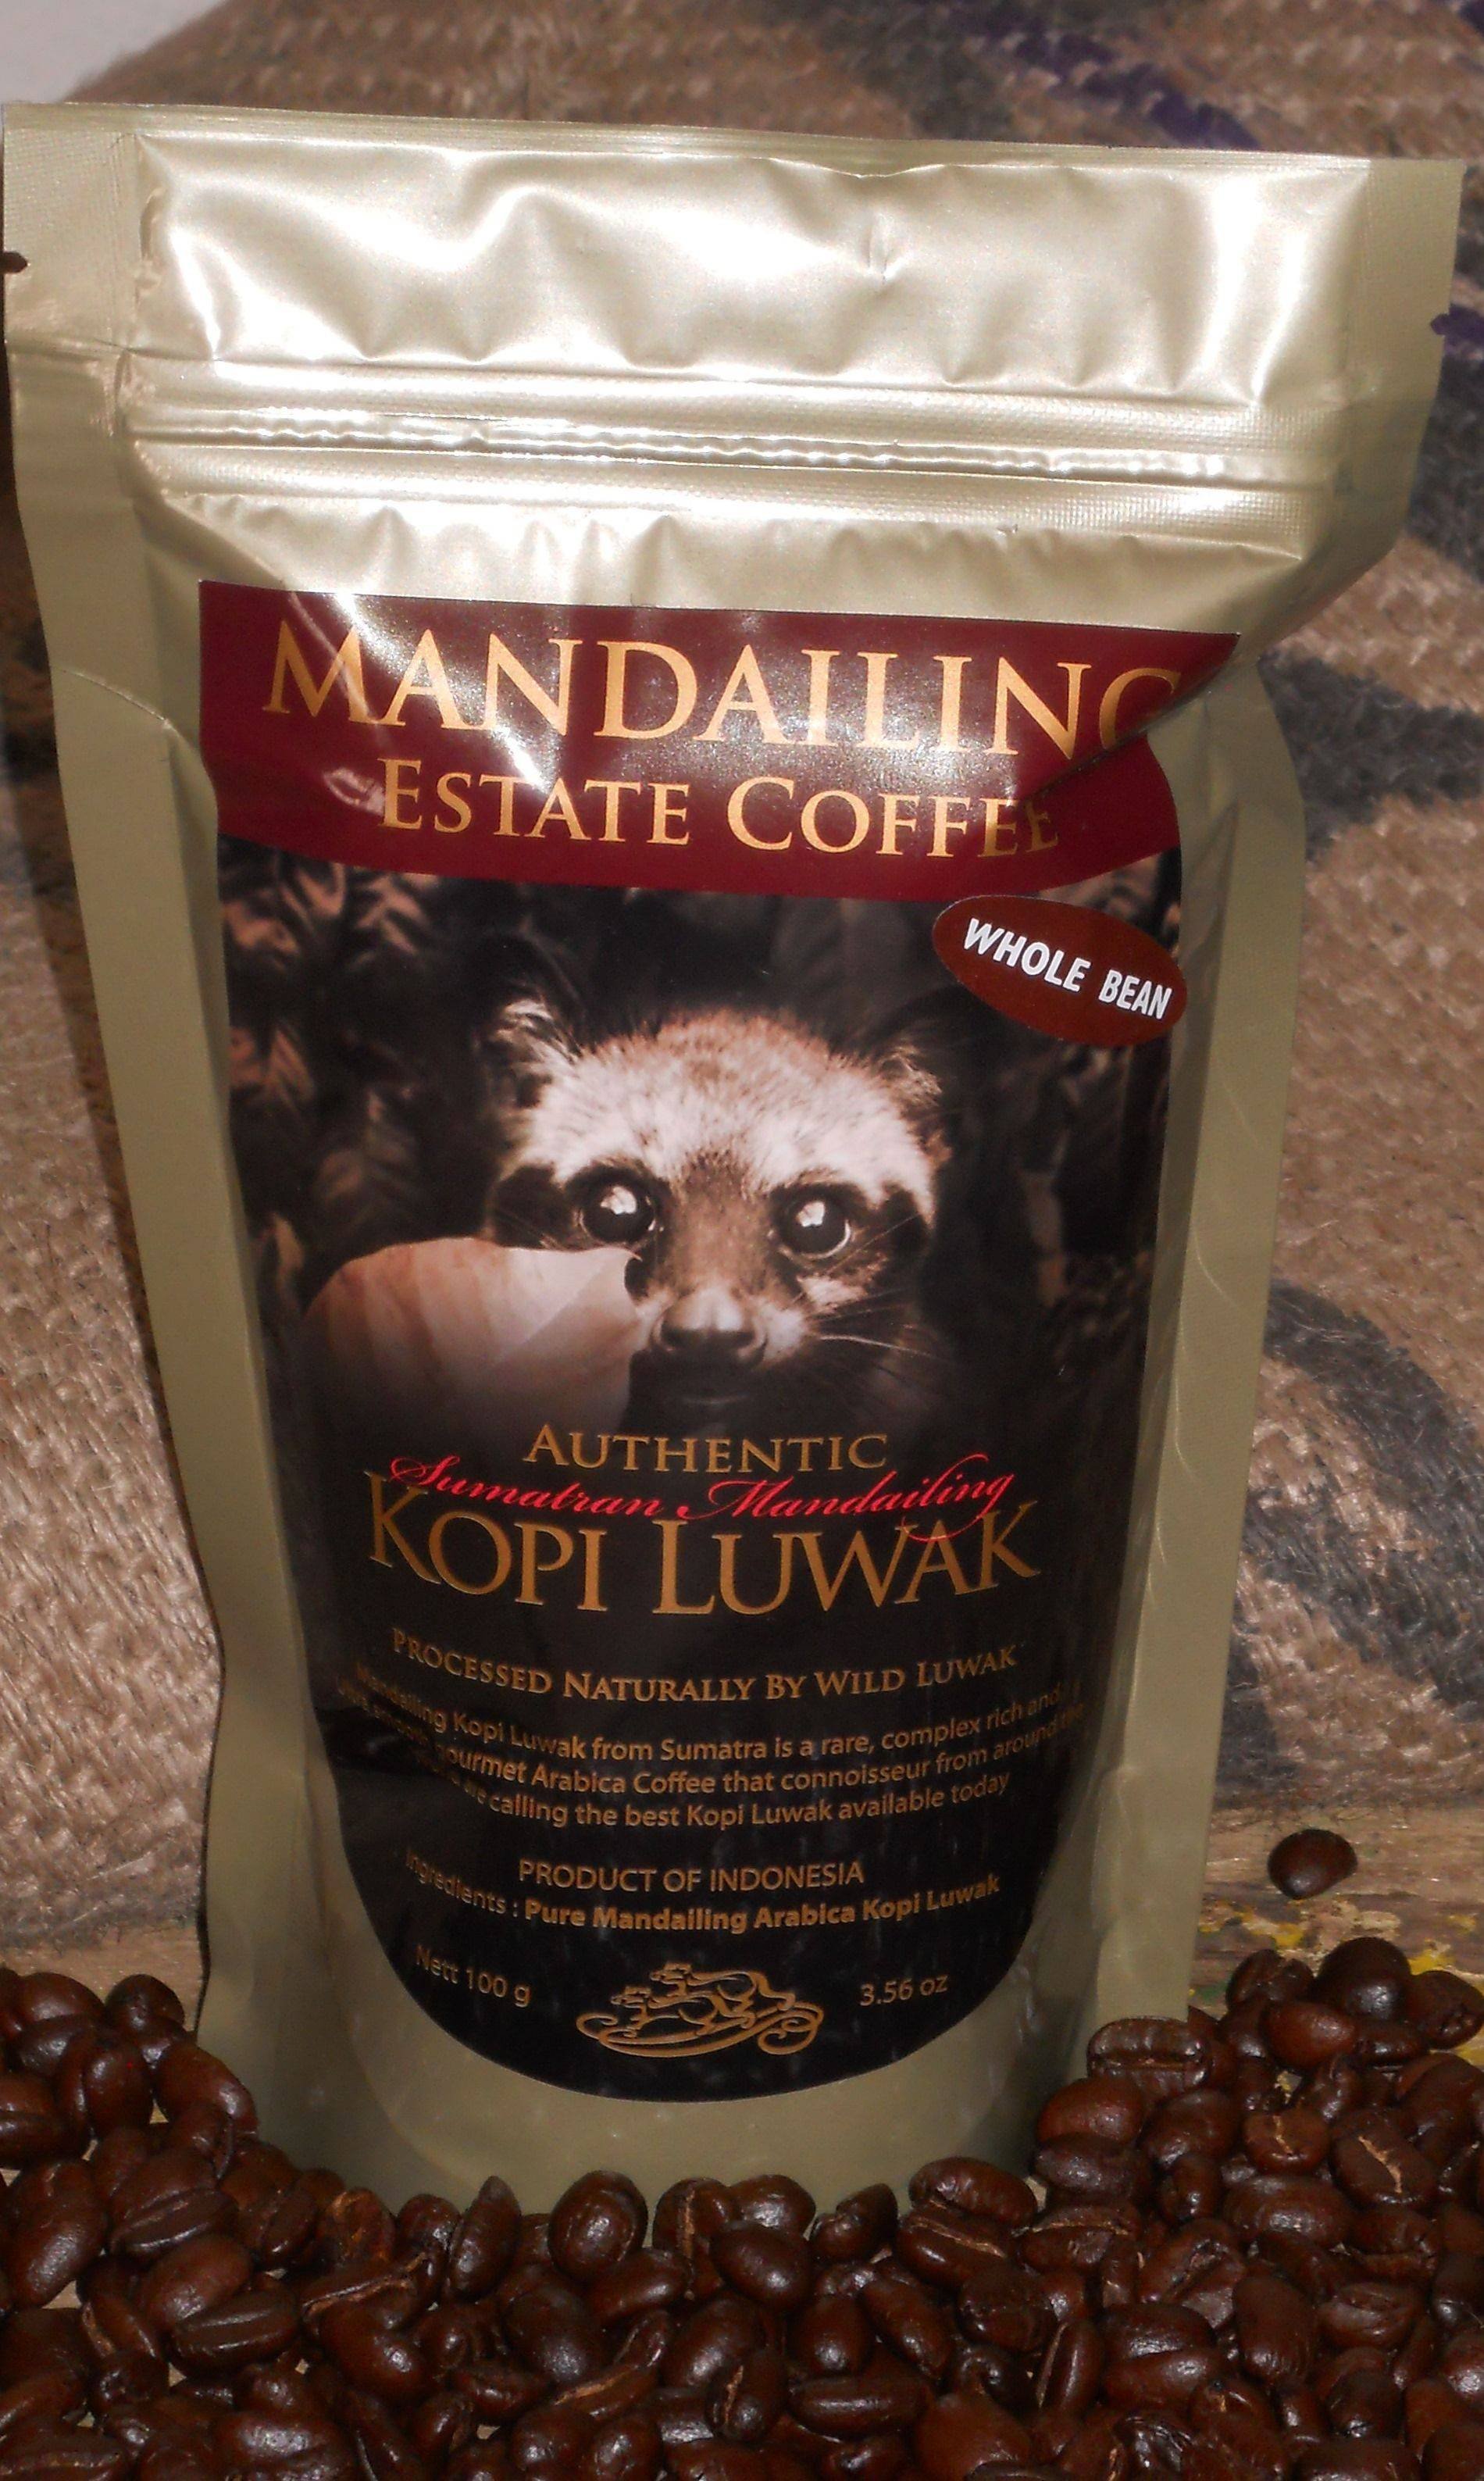 MANDAILING
ESTATE COFFEE
WHOLE BEAN
AUTHENTIC
Sumatran Mandailing
KOPI LUWAK
PROCESSED NATURALLY BY WILD LUWAK
Mandailing Kopi Luwak from Sumatra is a rare, complex rich and
gourmet Arabica Coffee that connoisseur from around the
are calling the best Kopi Luwak available today
PRODUCT OF INDONESIA
Ingredients : Pure Mandailing Arabica Kopi Luwak
Nett 100 g
3.56 oz